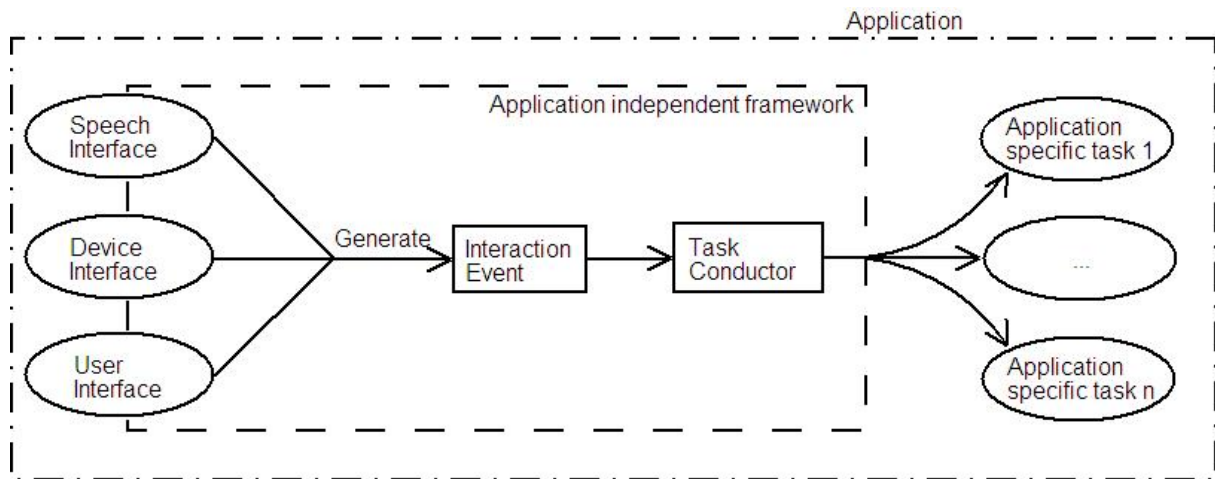 Application
Application independent framework
Speech
Interface
Device
Interface
User
Interface
Generate
Interaction
Event
Task
Conductor
Application
specific task 1
...
Application
specific task n